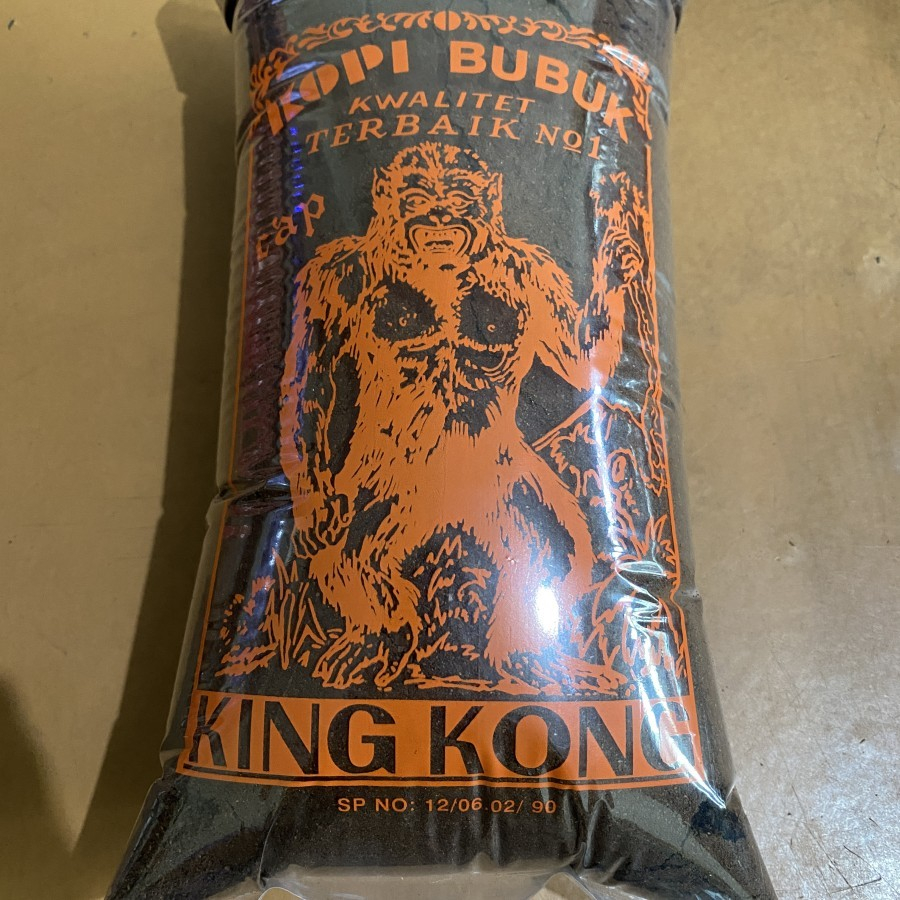 KOPI BUBUK
KWALITET
TERBAIK No1
cap
KING KONG
SP NO: 12/06.02/ 90